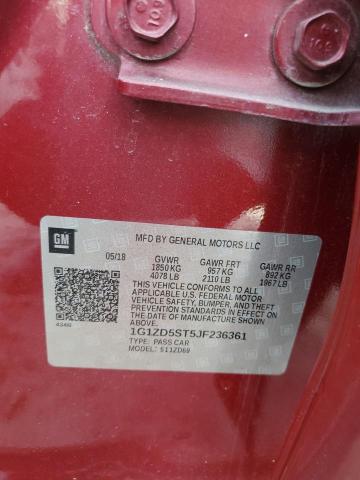 108
108
GM
MFD BY GENERAL MOTORS LLC
05/18 GVWR GAWR FRT GAWR RR
1850 KG 957 KG 892 KG
4078 LB 2110 LB 1967 LB
THIS VEHICLE CONFORMS TO ALL
APPLICABLE U.S. FEDERAL MOTOR
VEHICLE SAFETY, BUMPER, AND THEFT
PREVENTION STANDARDS IN EFFECT ON
THE DATE OF MANUFACTURE SHOWN
ABOVE.
1G1ZD5ST5JF236361
TYPE: PASS CAR
MODEL: 1ZD69